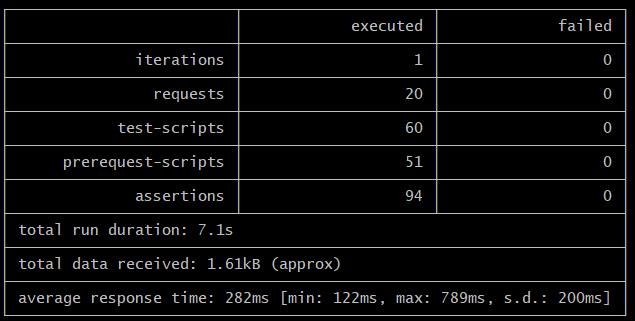 executed failed
iterations 1 0
requests 20 0
test-scripts 60 0
prerequest-scripts 51 0
assertions 94 0
total run duration: 7.1s
total data received: 1.61kB (approx)
average response time: 282ms [min: 122ms, max: 789ms, s.d.: 200ms]